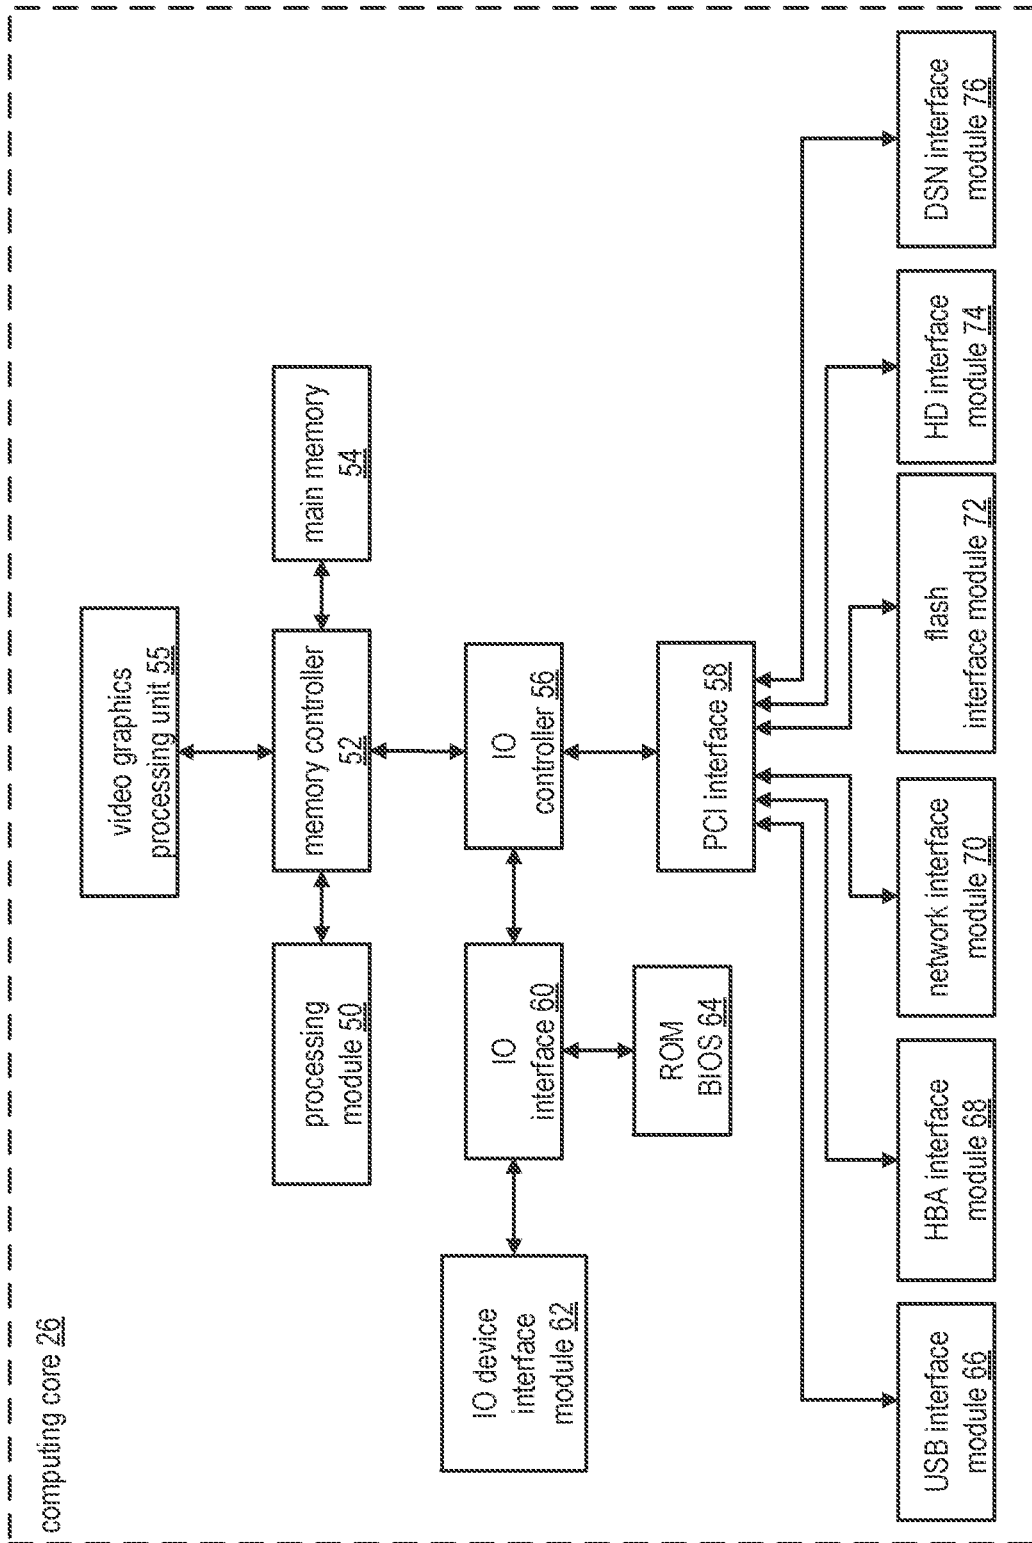 computing core 26
video graphics
processing unit 55
processing
module 50
memory controller
52
main memory
54
IO device
interface
module 62
IO
interface 60
IO
controller 56
ROM
BIOS 64
PCI interface 58
USB interface
module 66
HBA interface
module 68
network interface
module 70
flash
interface module 72
HD interface
module 74
DSN interface
module 76